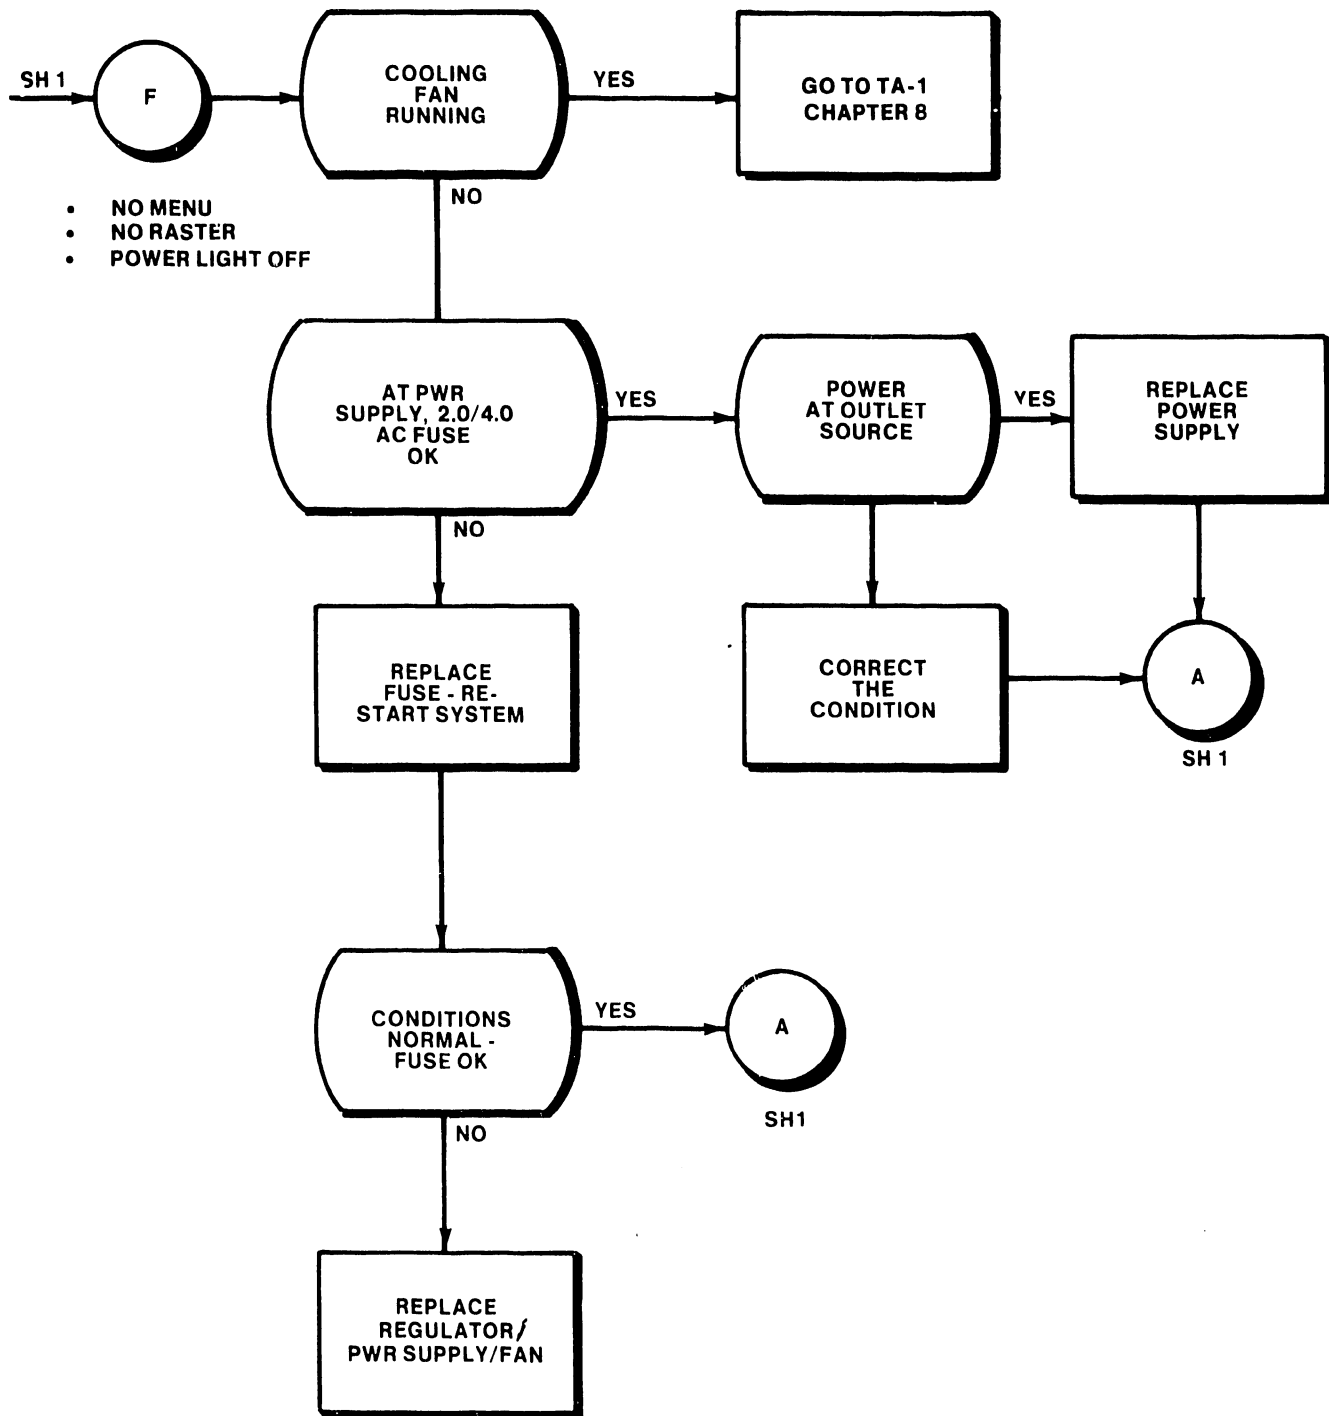 SH 1
F
COOLING
FAN
RUNNING
YES
GO TO TA-1
CHAPTER 8
NO
• NO MENU
• NO RASTER
• POWER LIGHT OFF
AT PWR
SUPPLY, 2.0/4.0
AC FUSE
OK
YES
POWER
AT OUTLET
SOURCE
YES
REPLACE
POWER
SUPPLY
NO
REPLACE
FUSE - RE-
START SYSTEM
CORRECT
THE
CONDITION
A
SH 1
CONDITIONS
NORMAL -
FUSE OK
YES
A
SH1
NO
REPLACE
REGULATOR/
PWR SUPPLY/FAN